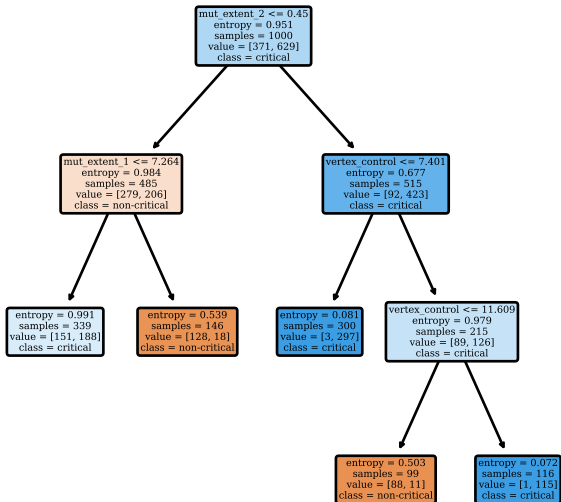 mut_extent_2 <= 0.45
entropy = 0.951
samples = 1000
value = [371, 629]
class = critical
mut_extent_1 <= 7.264
entropy = 0.984
samples = 485
value = [279, 206]
class = non-critical
vertex_control <= 7.401
entropy = 0.677
samples = 515
value = [92, 423]
class = critical
entropy = 0.991
samples = 339
value = [151, 188]
class = critical
entropy = 0.539
samples = 146
value = [128, 18]
class = non-critical
entropy = 0.081
samples = 300
value = [3, 297]
class = critical
vertex_control <= 11.609
entropy = 0.979
samples = 215
value = [89, 126]
class = critical
entropy = 0.503
samples = 99
value = [88, 11]
class = non-critical
entropy = 0.072
samples = 116
value = [1, 115]
class = critical